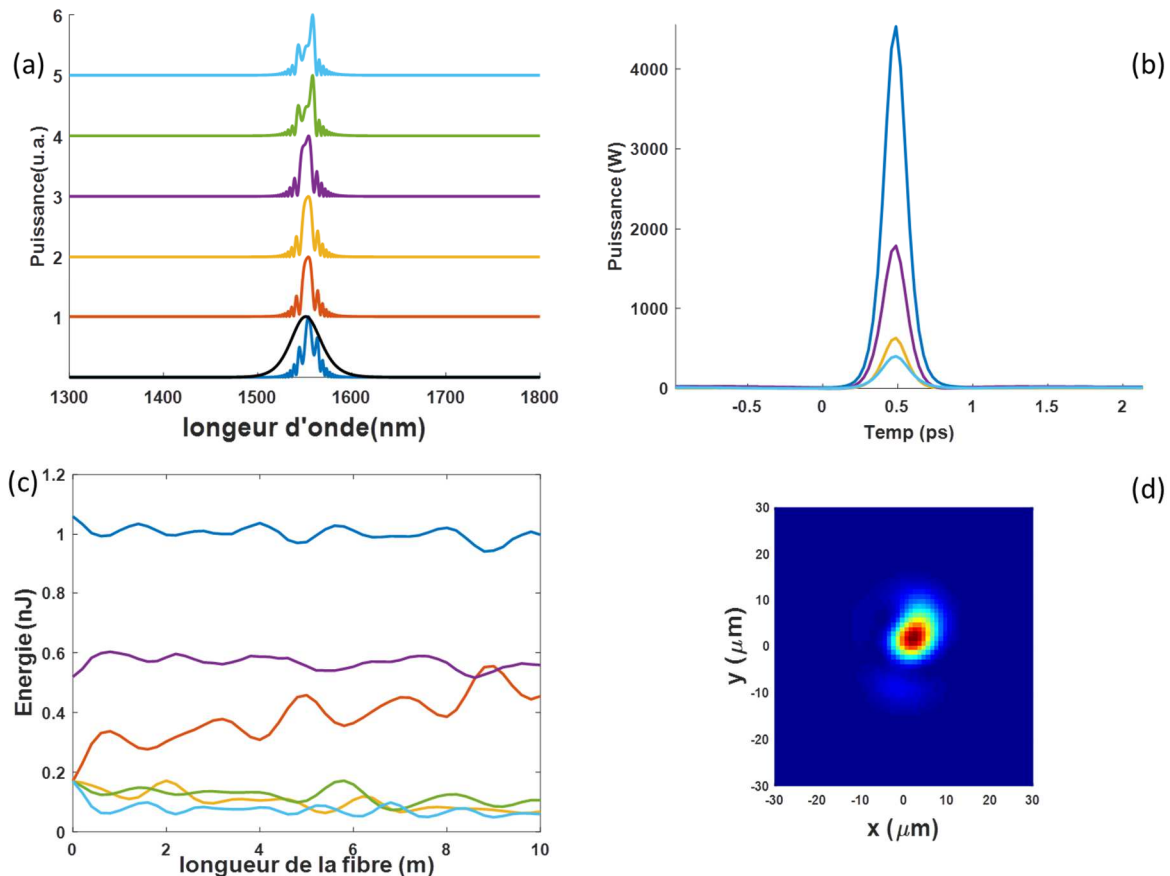 (a)
Puissance(u.a.)
6
5
4
3
2
1
1300 1400 1500 1600 1700 1800
longeur d'onde(nm)
(b)
Puissance (W)
4000
3000
2000
1000
0
-0.5 0 0.5 1 1.5 2
Temp (ps)
(c)
Energie (nJ)
1.2
1
0.8
0.6
0.4
0.2
0
0 2 4 6 8 10
longueur de la fibre (m)
(d)
y (μm)
30
20
10
0
-10
-20
-30
-30 -20 -10 0 10 20 30
x (μm)